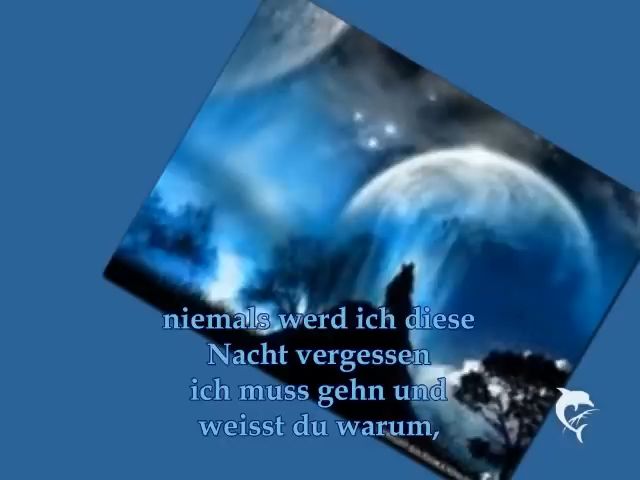 niemals werd ich diese
Nacht vergessen
ich muss gehn und
weisst du warum,